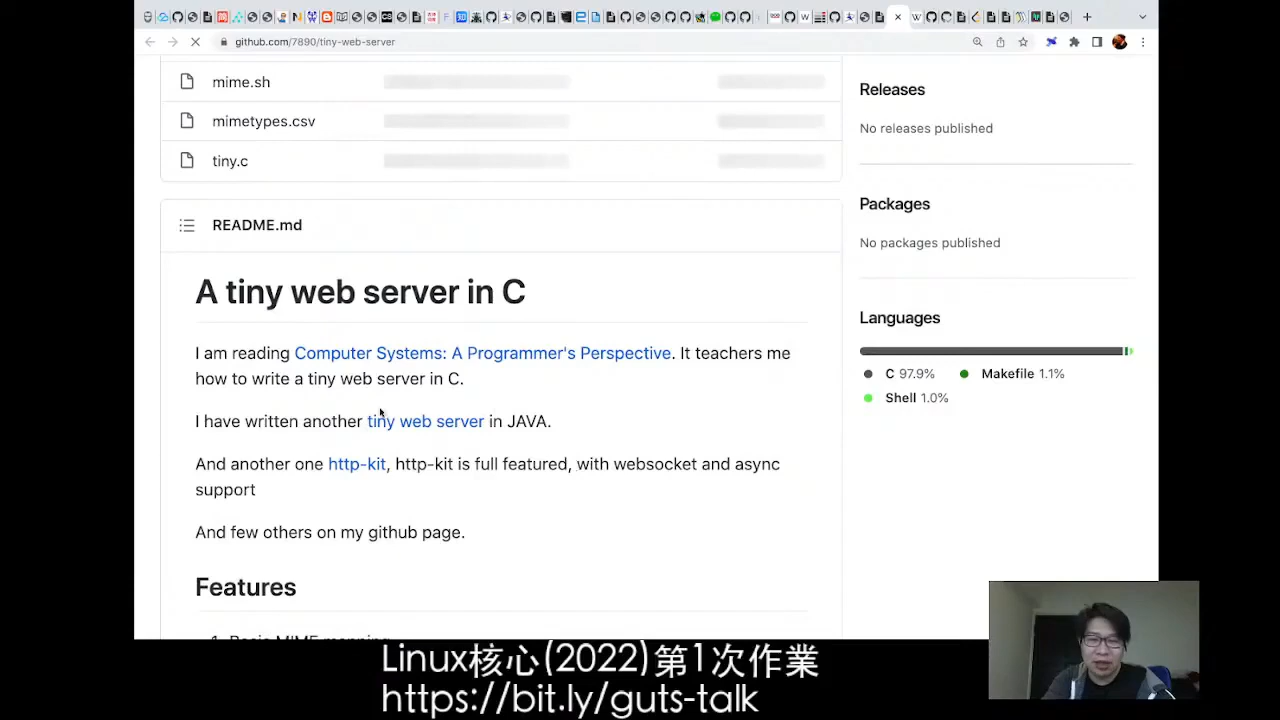 github.com/7890/tiny-web-server
mime.sh
mimetypes.csv
tiny.c
README.md
A tiny web server in C
I am reading Computer Systems: A Programmer's Perspective. It teachers me
how to write a tiny web server in C.
I have written another tiny web server in JAVA.
And another one http-kit, http-kit is full featured, with websocket and async
support
And few others on my github page.
Features
1. Basic MIME mapping
Releases
No releases published
Packages
No packages published
Languages
C 97.9%
Makefile 1.1%
Shell 1.0%
Linux核心(2022)第1次作業
https://bit.ly/guts-talk